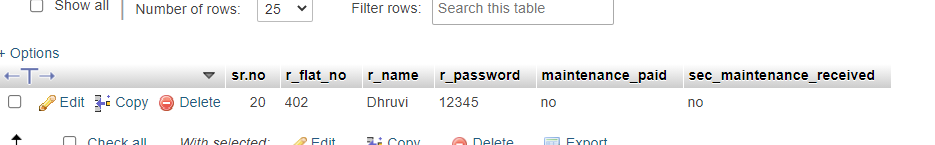 Show all
Number of rows: 25 Filter rows: Search this table
+ Options
sr.no r_flat_no r_name r_password maintenance_paid sec_maintenance_received
Edit Copy Delete 20 402 Dhruvi 12345 no no
Check all With selected: Edit Copy Delete Export